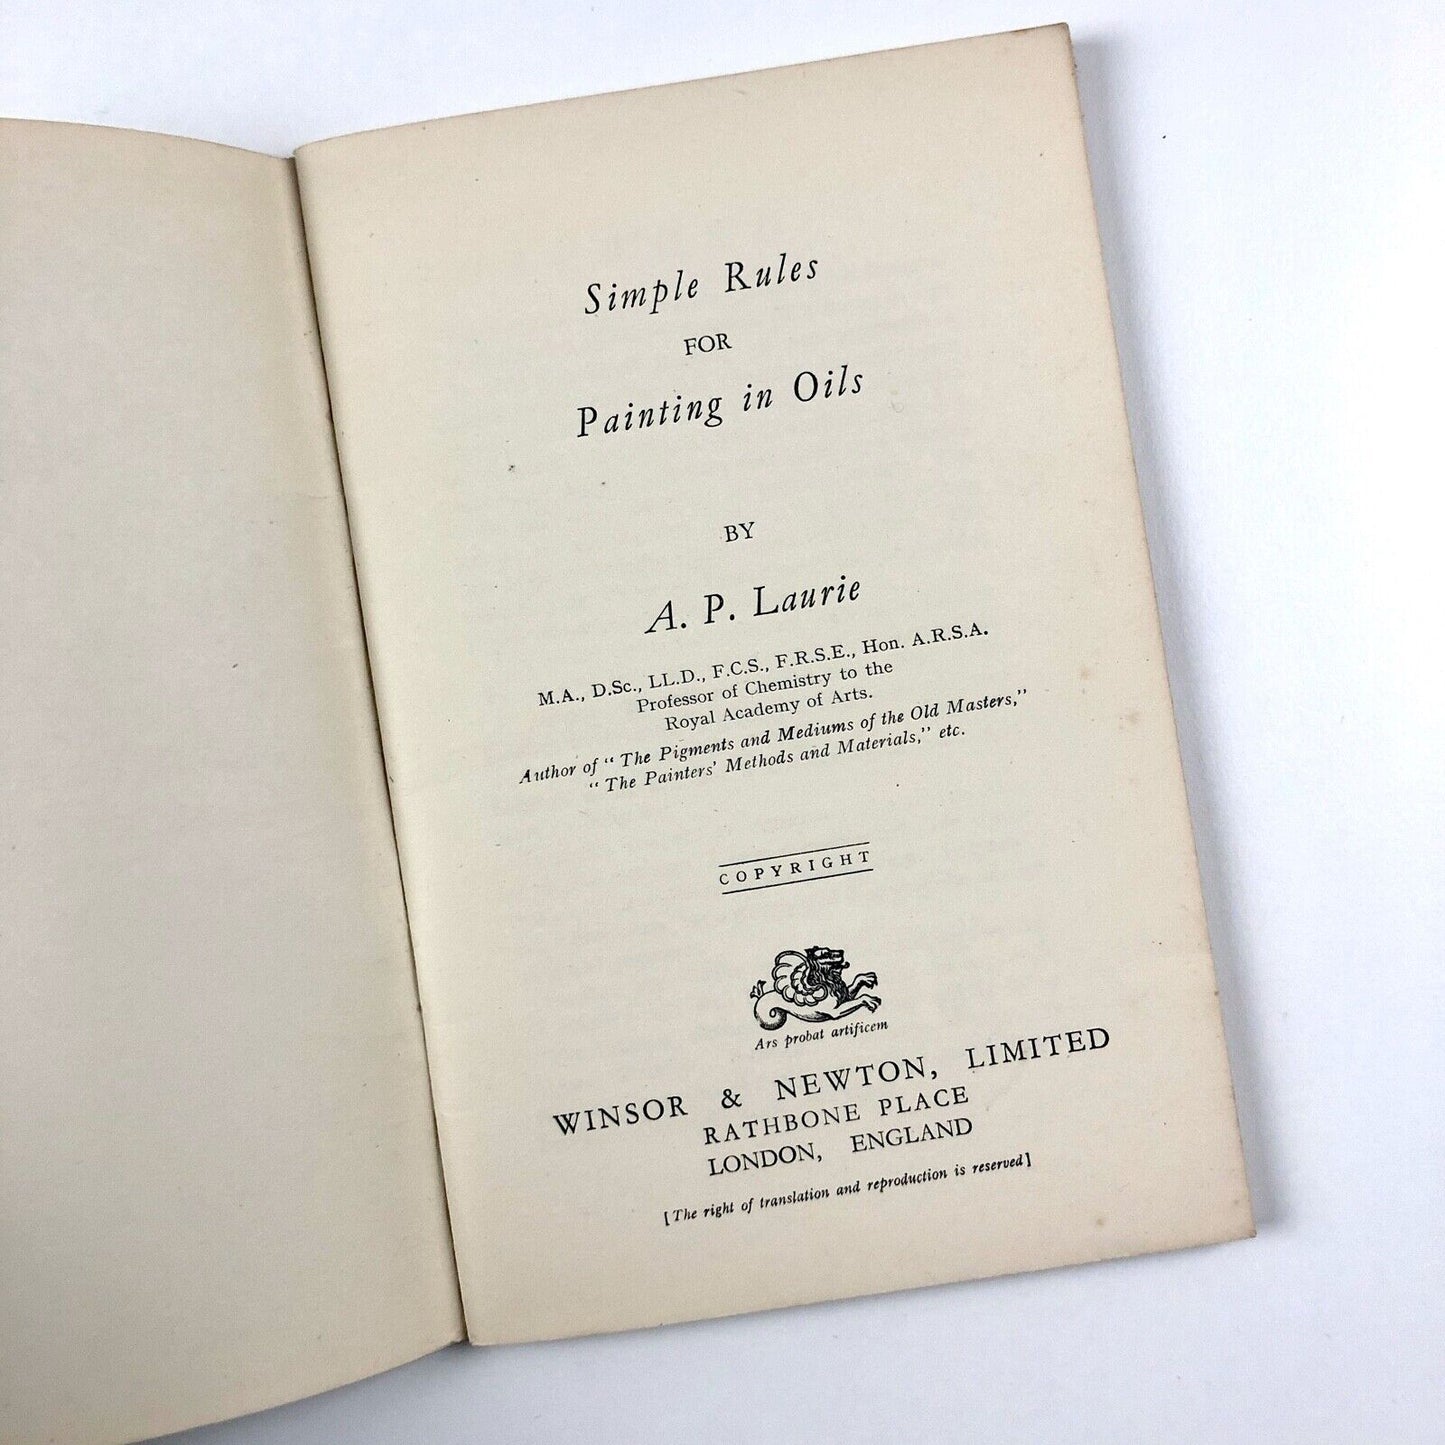 Simple Rules
FOR
Painting in Oils
BY
A. P. Laurie
M.A., D.Sc., LL.D., F.C.S., F.R.S.E., Hon. A.R.S.A.
Professor of Chemistry to the
Royal Academy of Arts.
Author of "The Pigments and Mediums of the Old Masters,"
"The Painters' Methods and Materials," etc.
COPYRIGHT
Ars probat artificem
WINSOR & NEWTON, LIMITED
RATHBONE PLACE
LONDON, ENGLAND
[The right of translation and reproduction is reserved]